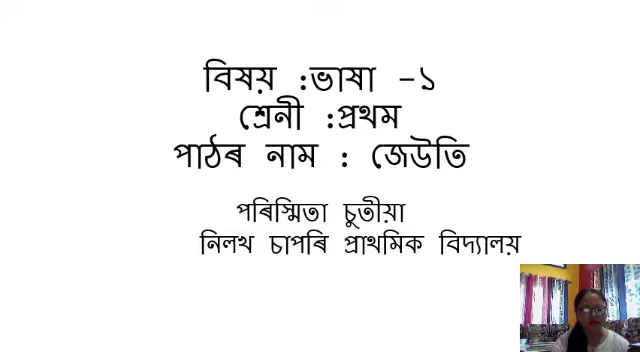 বিষয় :ভাষা -১
শ্রেনী :প্ৰথম
পাঠৰ নাম : জেউতি
পৰিস্মিতা চুতীয়া
নিলখ চাপৰি প্ৰাথমিক বিদ্যালয়